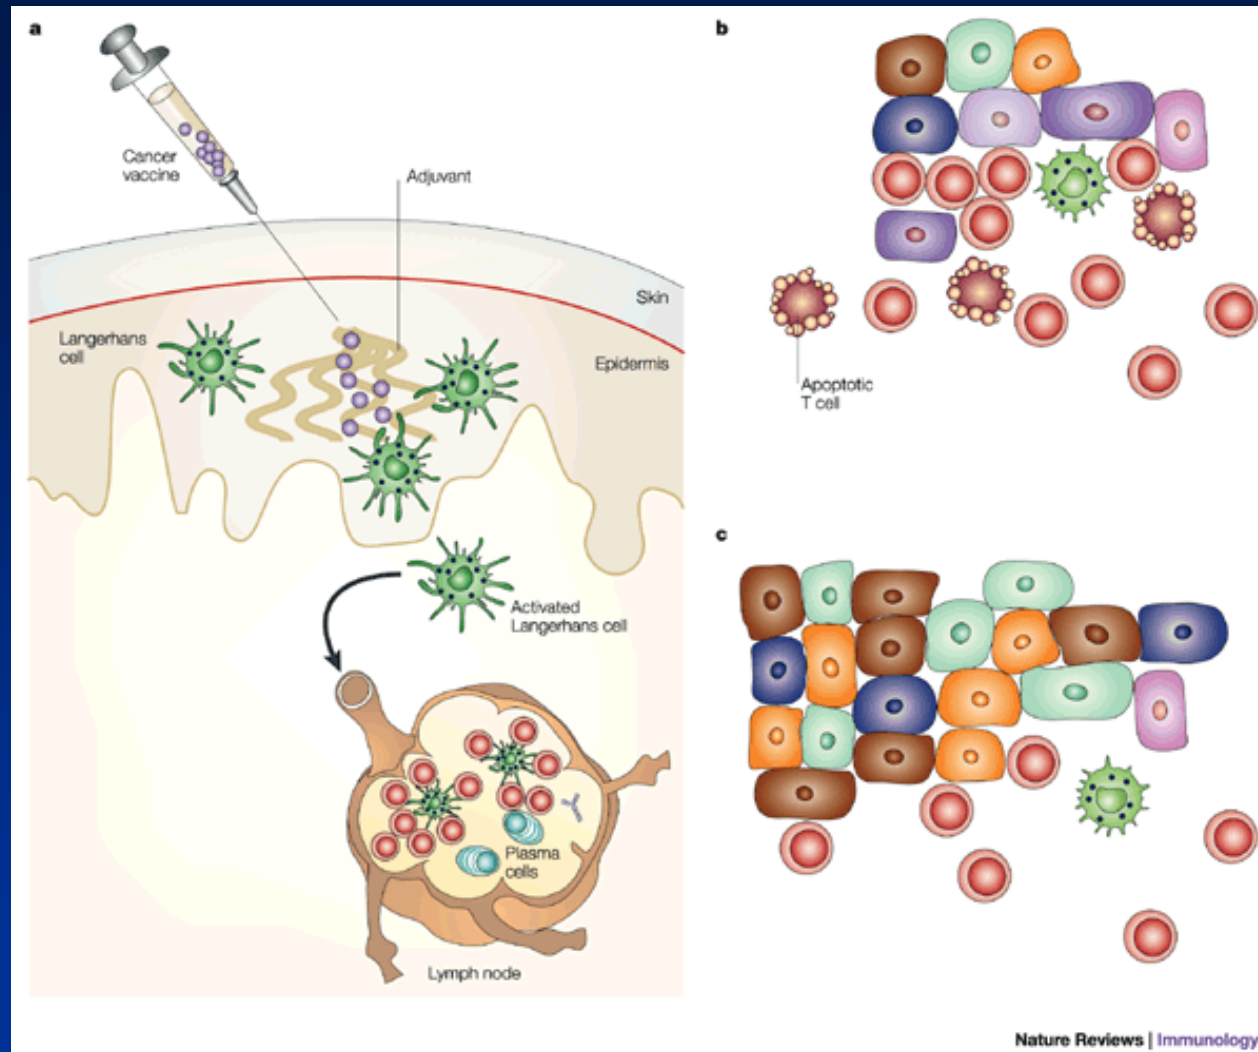 a
Cancer
vaccine
Adjuvant
Skin
Langerhans
cell
Epidermis
Activated
Langerhans cell
Plasma
cells
Lymph node
b
Apoptotic
T cell
c
Nature Reviews | Immunology